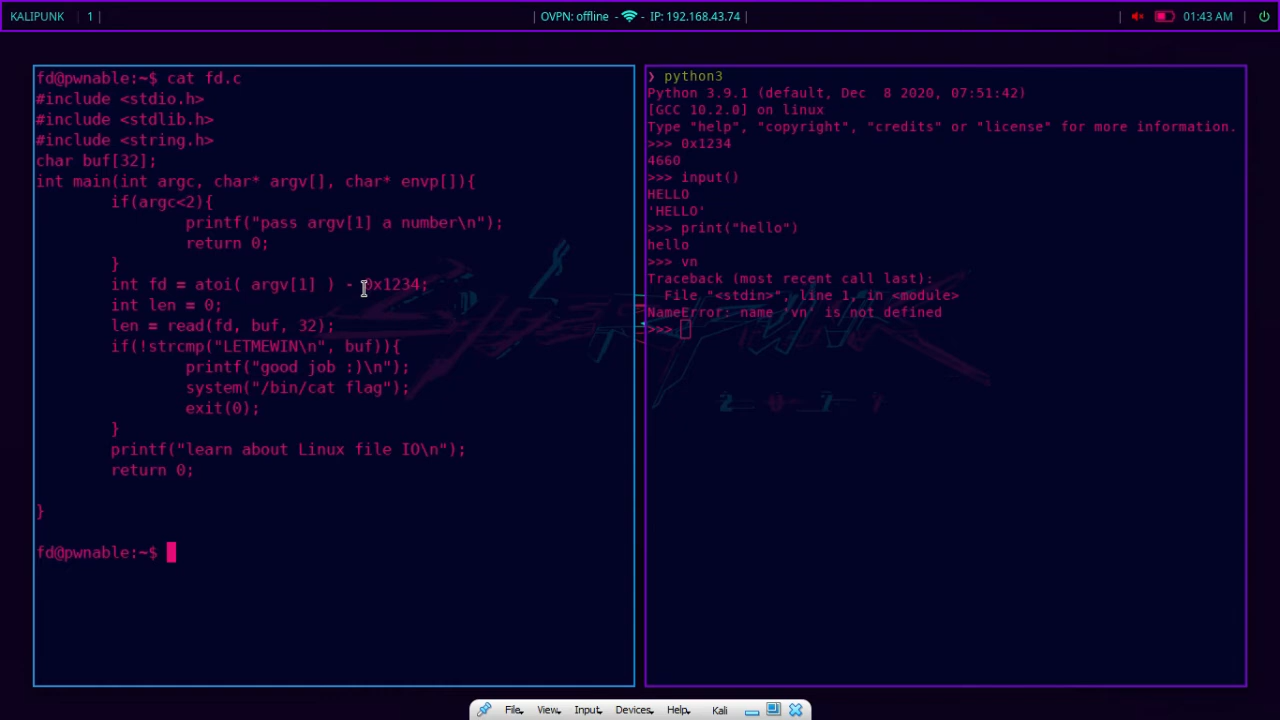 KALIPUNK | 1 | | OVPN: offline - - IP: 192.168.43.74 | | | 01:43 AM |
fd@pwnable:~$ cat fd.c
#include <stdio.h>
#include <stdlib.h>
#include <string.h>
char buf[32];
int main(int argc, char* argv[], char* envp[]){
        if(argc<2){
                printf("pass argv[1] a number\n");
                return 0;
        }
        int fd = atoi( argv[1] ) - 0x1234;
        int len = 0;
        len = read(fd, buf, 32);
        if(!strcmp("LETMEWIN\n", buf)){
                printf("good job :)\n");
                system("/bin/cat flag");
                exit(0);
        }
        printf("learn about Linux file IO\n");
        return 0;

}

fd@pwnable:~$
❯ python3
Python 3.9.1 (default, Dec  8 2020, 07:51:42)
[GCC 10.2.0] on linux
Type "help", "copyright", "credits" or "license" for more information.
>>> 0x1234
4660
>>> input()
HELLO
'HELLO'
>>> print("hello")
hello
>>> vn
Traceback (most recent call last):
  File "<stdin>", line 1, in <module>
NameError: name 'vn' is not defined
>>>
File View Input Devices Help Kali